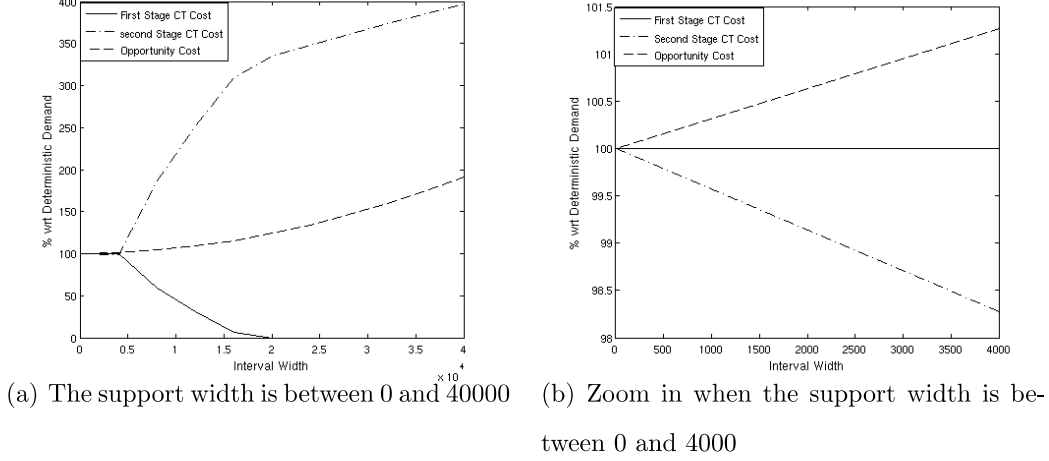 400
350
300
250
200
150
100
50
0
% wrt Deterministic Demand
First Stage CT Cost
second Stage CT Cost
Opportunity Cost
0 0.5 1 1.5 2 2.5 3 3.5 4
Interval Width
x 10^4
(a) The support width is between 0 and 40000
101.5
101
100.5
100
99.5
99
98.5
98
% wrt Deterministic Demand
First Stage CT Cost
Second Stage CT Cost
Opportunity Cost
0 500 1000 1500 2000 2500 3000 3500 4000
Interval Width
(b) Zoom in when the support width is be-
tween 0 and 4000